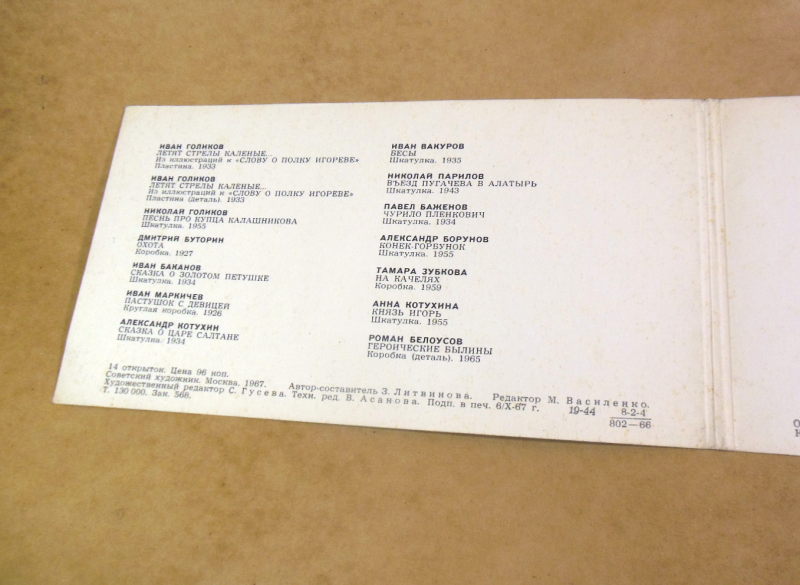 ИВАН ГОЛИКОВ
ЛЕТЯТ СТРЕЛЫ КАЛЕНЫЕ...
Из иллюстраций к «СЛОВУ О ПОЛКУ ИГОРЕВЕ»
Пластина. 1933
ИВАН ГОЛИКОВ
ЛЕТЯТ СТРЕЛЫ КАЛЕНЫЕ...
Из иллюстраций к «СЛОВУ О ПОЛКУ ИГОРЕВЕ»
Пластина (деталь). 1933
НИКОЛАЙ ГОЛИКОВ
ПЕСНЬ ПРО КУПЦА КАЛАШНИКОВА
Шкатулка. 1955
ДМИТРИЙ БУТОРИН
ОХОТА
Коробка. 1927
ИВАН БАКАНОВ
СКАЗКА О ЗОЛОТОМ ПЕТУШКЕ
Шкатулка. 1934
ИВАН МАРКИЧЕВ
ПАСТУШОК С ДЕВИЦЕЙ
Круглая коробка. 1926
АЛЕКСАНДР КОТУХИН
СКАЗКА О ЦАРЕ САЛТАНЕ
Шкатулка. 1934
ИВАН ВАКУРОВ
БЕСЫ
Шкатулка. 1935
НИКОЛАЙ ПАРИЛОВ
ВЪЕЗД ПУГАЧЕВА В АЛАТЫРЬ
Шкатулка. 1943
ПАВЕЛ БАЖЕНОВ
ЧУРИЛО ПЛЕНКОВИЧ
Шкатулка. 1934
АЛЕКСАНДР БОРУНОВ
КОНЕК-ГОРБУНОК
Шкатулка. 1955
ТАМАРА ЗУБКОВА
НА КАЧЕЛЯХ
Коробка. 1959
АННА КОТУХИНА
КНЯЗЬ ИГОРЬ
Шкатулка. 1955
РОМАН БЕЛОУСОВ
ГЕРОИЧЕСКИЕ БЫЛИНЫ
Коробка (деталь). 1965
14 открыток. Цена 96 коп.
Советский художник. Москва, 1967. Автор-составитель З. Литвинова. Редактор М. Василенко.
Художественный редактор С. Гусева. Техн. ред. В. Асанова. Подп. в печ. 6/X-67 г. 19-44 8-2-4
Т. 130 000. Зак. 568. 802—66